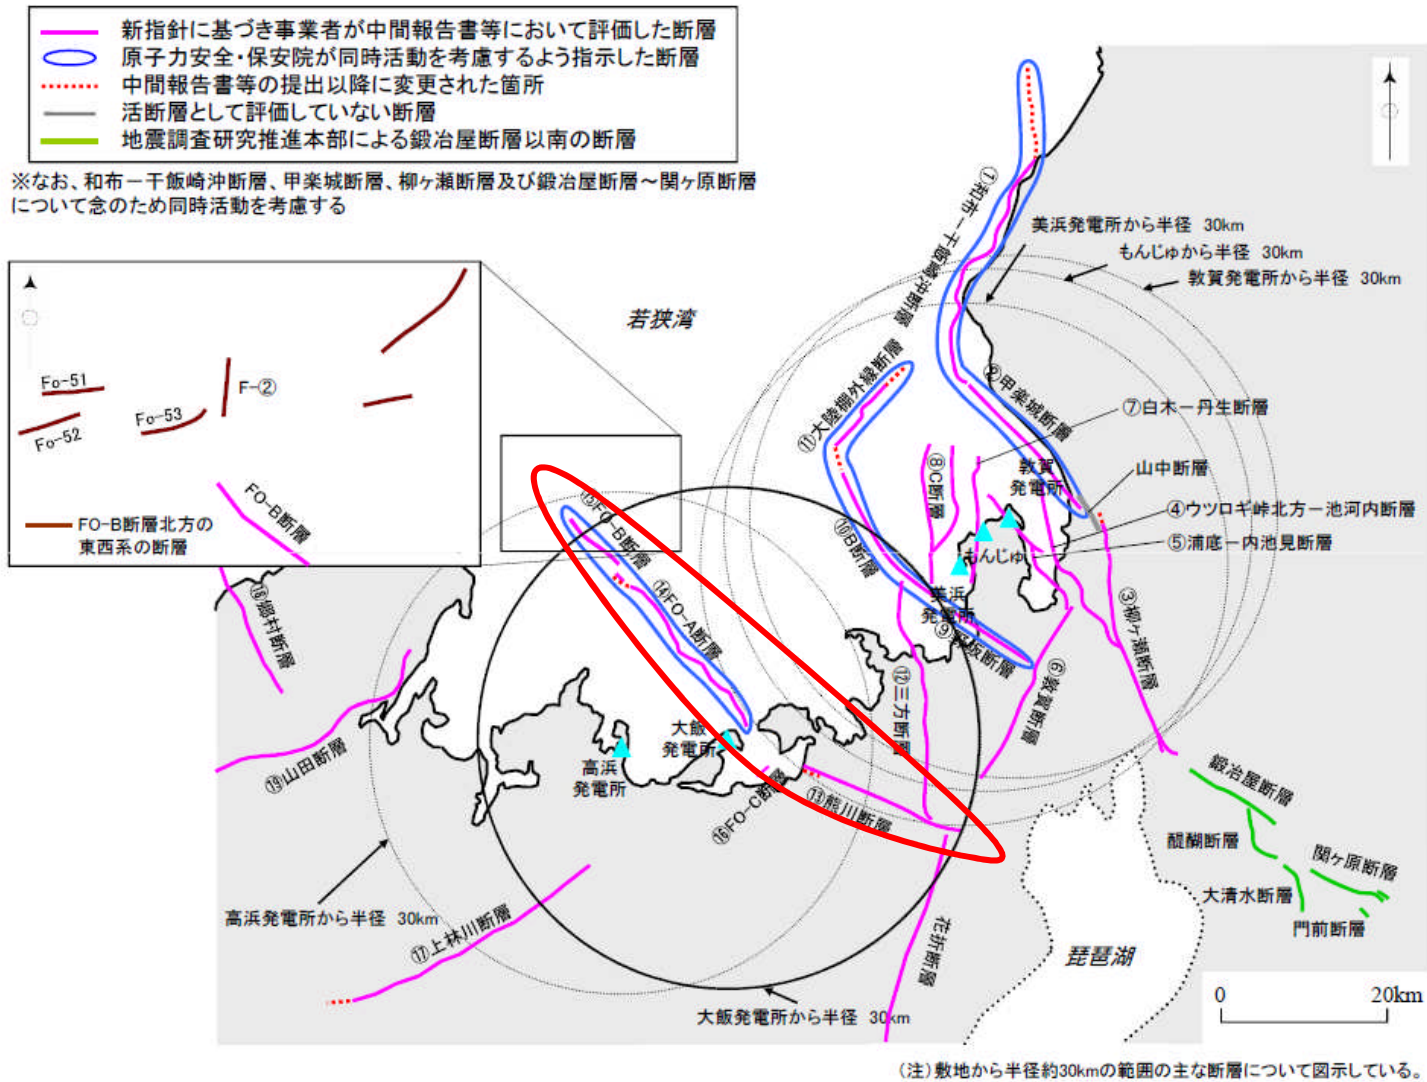 新指針に基づき事業者が中間報告書等において評価した断層
原子力安全・保安院が同時活動を考慮するよう指示した断層
中間報告書等の提出以降に変更された箇所
活断層として評価していない断層
地震調査研究推進本部による鍛冶屋断層以南の断層
※なお、和布－干飯崎沖断層、甲楽城断層、柳ヶ瀬断層及び鍛冶屋断層～関ヶ原断層
について念のため同時活動を考慮する
Fo-51
Fo-52
Fo-53
F-②
FO-B断層
FO-B断層北方の
東西系の断層
若狭湾
①和布－干飯崎沖断層
美浜発電所から半径 30km
もんじゅから半径 30km
敦賀発電所から半径 30km
②甲楽城断層
⑪大陸棚外縁断層
⑦白木－丹生断層
山中断層
④ウツロギ峠北方－池河内断層
⑤浦底－内池見断層
敦賀
発電所
⑧C断層
⑩B断層
もんじゅ
美浜
発電所
⑨野坂断層
③柳ヶ瀬断層
⑥敦賀断層
⑫三方断層
⑮FO-B断層
⑭FO-A断層
⑱郷村断層
⑲山田断層
大飯
発電所
高浜
発電所
⑯FO-C断層
⑬熊川断層
鍛冶屋断層
醍醐断層
関ヶ原断層
大清水断層
門前断層
高浜発電所から半径 30km
⑰上林川断層
花折断層
琵琶湖
大飯発電所から半径 30km
0 20km
（注）敷地から半径約30kmの範囲の主な断層について図示している。